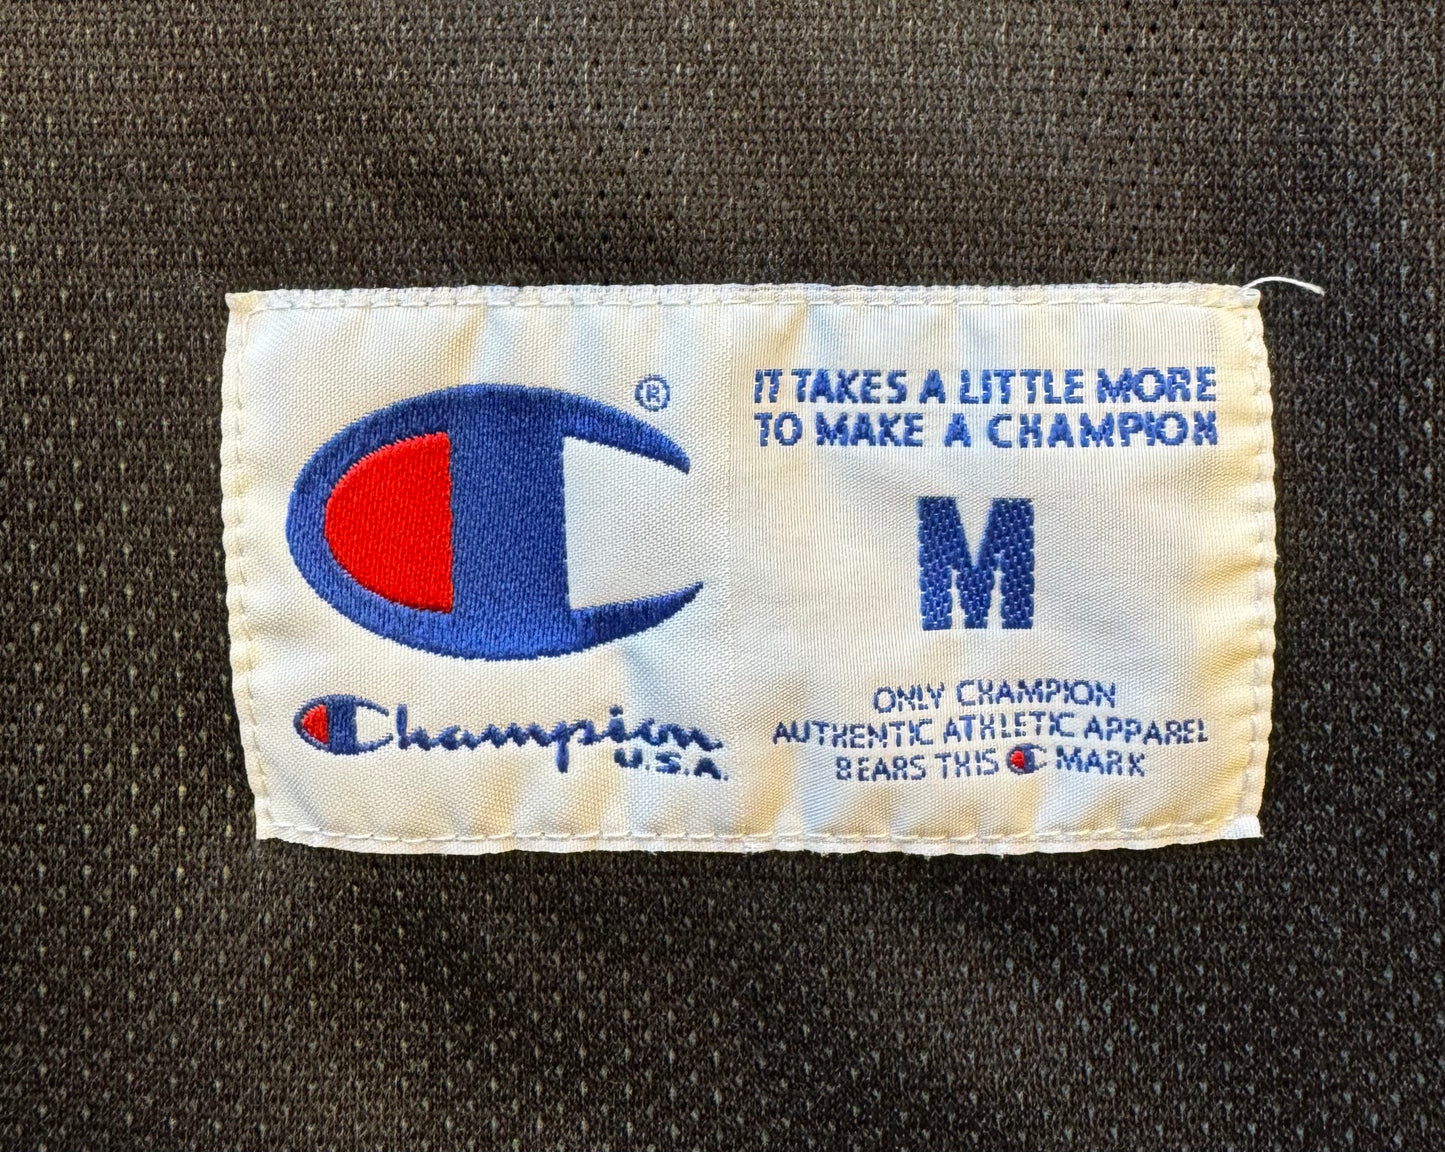 ®
Champion
U.S.A.
IT TAKES A LITTLE MORE
TO MAKE A CHAMPION
M
ONLY CHAMPION
AUTHENTIC ATHLETIC APPAREL
BEARS THIS C MARK